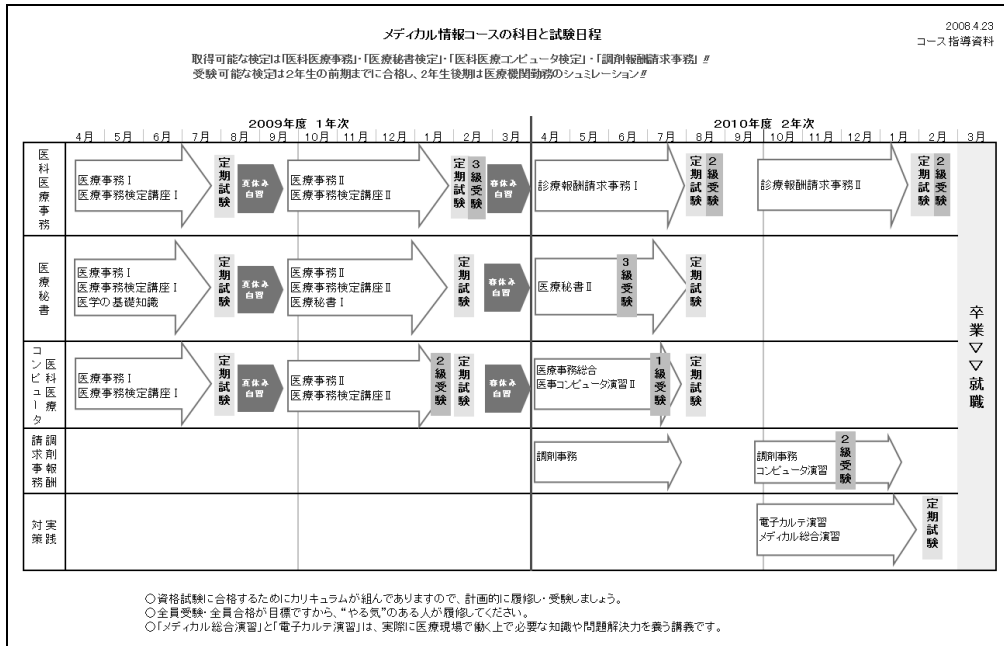 2008.4.23
コース指導資料
メディカル情報コースの科目と試験日程
取得可能な検定は「医科医療事務」・「医療秘書検定」・「医科医療コンピュータ検定」・「調剤報酬請求事務」 !!
受験可能な検定は2年生の前期までに合格し、2年生後期は医療機関勤務のシュミレーション!!
2009年度 1年次
2010年度 2年次
4月 5月 6月 7月 8月 9月 10月 11月 12月 1月 2月 3月 4月 5月 6月 7月 8月 9月 10月 11月 12月 1月 2月 3月
医科医療事務
医療事務Ⅰ
医療事務検定講座Ⅰ
定期試験
夏休み
自習
医療事務Ⅱ
医療事務検定講座Ⅱ
定期試験
3級受験
春休み
自習
診療報酬請求事務Ⅰ
定期試験
2級受験
診療報酬請求事務Ⅱ
定期試験
2級受験
医療秘書
医療事務Ⅰ
医療事務検定講座Ⅰ
医学の基礎知識
定期試験
夏休み
自習
医療事務Ⅱ
医療事務検定講座Ⅱ
医療秘書Ⅰ
定期試験
春休み
自習
医療秘書Ⅱ
3級受験
定期試験
医科医療
コンピュータ
医療事務Ⅰ
医療事務検定講座Ⅰ
定期試験
夏休み
自習
医療事務Ⅱ
医療事務検定講座Ⅱ
2級受験
定期試験
春休み
自習
医療事務総合
医事コンピュータ演習Ⅱ
1級受験
定期試験
調剤報酬
請求事務
調剤事務
調剤事務
コンピュータ演習
2級受験
実践
対策
電子カルテ演習
メディカル総合演習
定期試験
卒業▽▽就職
○資格試験に合格するためにカリキュラムが組んでありますので、計画的に履修し・受験しましょう。
○全員受験・全員合格が目標ですから、“やる気”のある人が履修してください。
○「メディカル総合演習」と「電子カルテ演習」は、実際に医療現場で働く上で必要な知識や問題解決力を養う講義です。